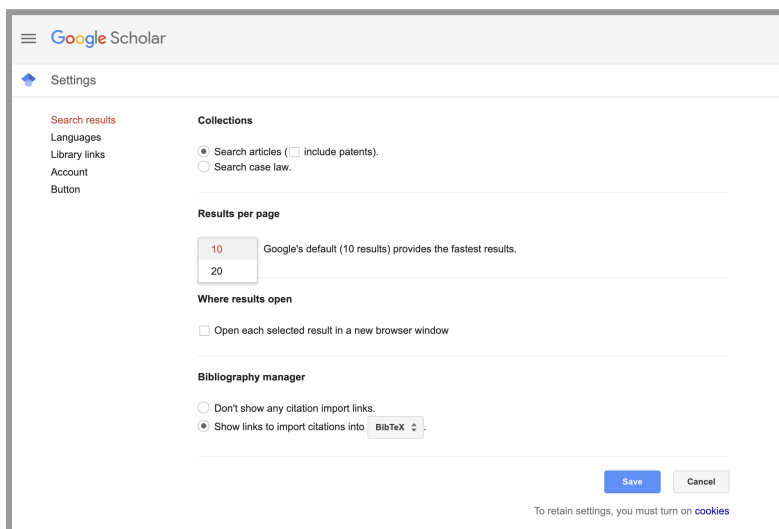 Google Scholar
Settings
Search results
Languages
Library links
Account
Button
Collections
Search articles ( include patents).
Search case law.
Results per page
10
Google's default (10 results) provides the fastest results.
20
Where results open
Open each selected result in a new browser window
Bibliography manager
Don't show any citation import links.
Show links to import citations into BibTeX .
Save Cancel
To retain settings, you must turn on cookies